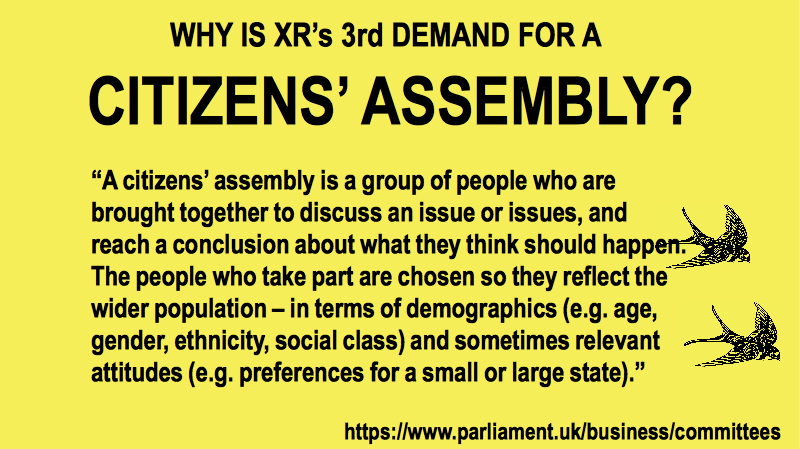 WHY IS XR’s 3rd DEMAND FOR A
CITIZENS’ ASSEMBLY?
“A citizens’ assembly is a group of people who are
brought together to discuss an issue or issues, and
reach a conclusion about what they think should happen.
The people who take part are chosen so they reflect the
wider population – in terms of demographics (e.g. age,
gender, ethnicity, social class) and sometimes relevant
attitudes (e.g. preferences for a small or large state).”
https://www.parliament.uk/business/committees